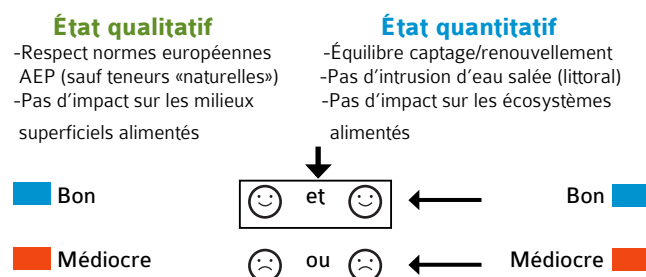 État qualitatif
-Respect normes européennes
AEP (sauf teneurs «naturelles»)
-Pas d'impact sur les milieux
superficiels alimentés
État quantitatif
-Équilibre captage/renouvellement
-Pas d'intrusion d'eau salée (littoral)
-Pas d'impact sur les écosystèmes
alimentés
Bon et Bon
Médiocre ou Médiocre